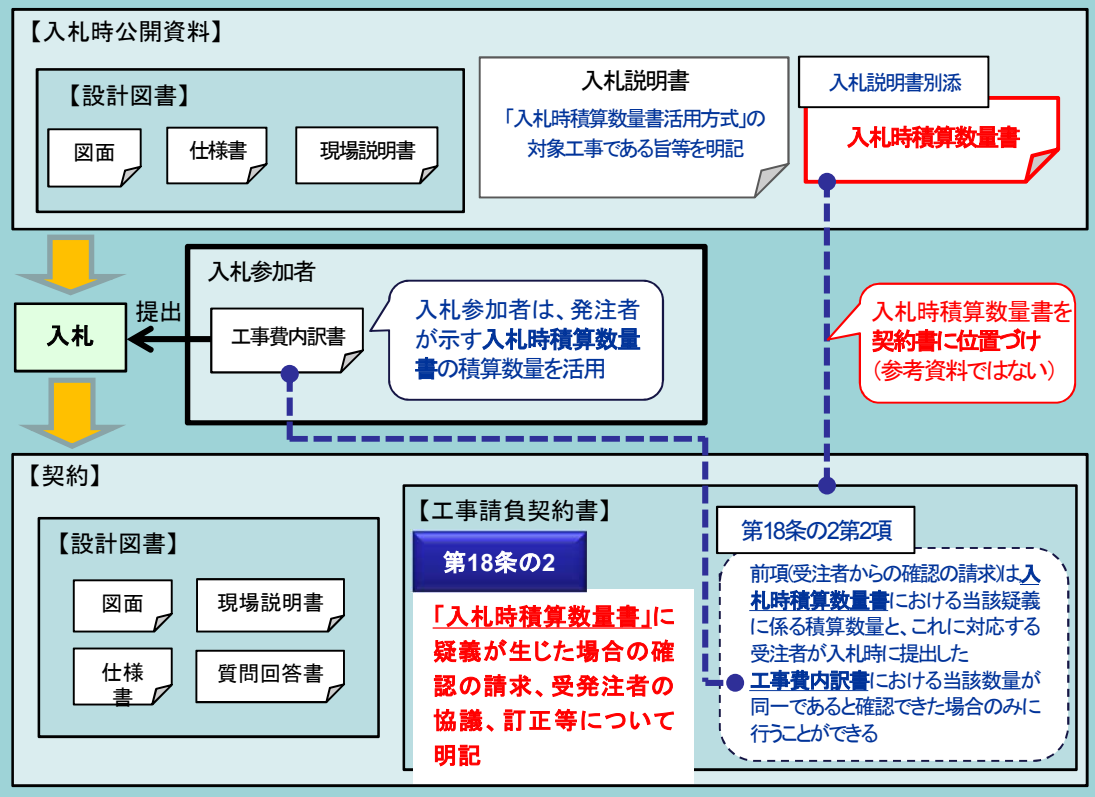 【入札時公開資料】
【設計図書】
図面
仕様書
現場説明書
入札説明書
「入札時積算数量書活用方式」の
対象工事である旨等を明記
入札説明書別添
入札時積算数量書
入札
提出
入札参加者
工事費内訳書
入札参加者は、発注者
が示す入札時積算数量
書の積算数量を活用
入札時積算数量書を
契約書に位置づけ
（参考資料ではない）
【契約】
【設計図書】
図面
現場説明書
仕様
書
質問回答書
【工事請負契約書】
第18条の2
「入札時積算数量書」に
疑義が生じた場合の確
認の請求、受発注者の
協議、訂正等について
明記
第18条の2第2項
前項(受注者からの確認の請求)は、入
札時積算数量書における当該疑義
に係る積算数量と、これに対応する
受注者が入札時に提出した
工事費内訳書における当該数量が
同一であると確認できた場合のみに
行うことができる